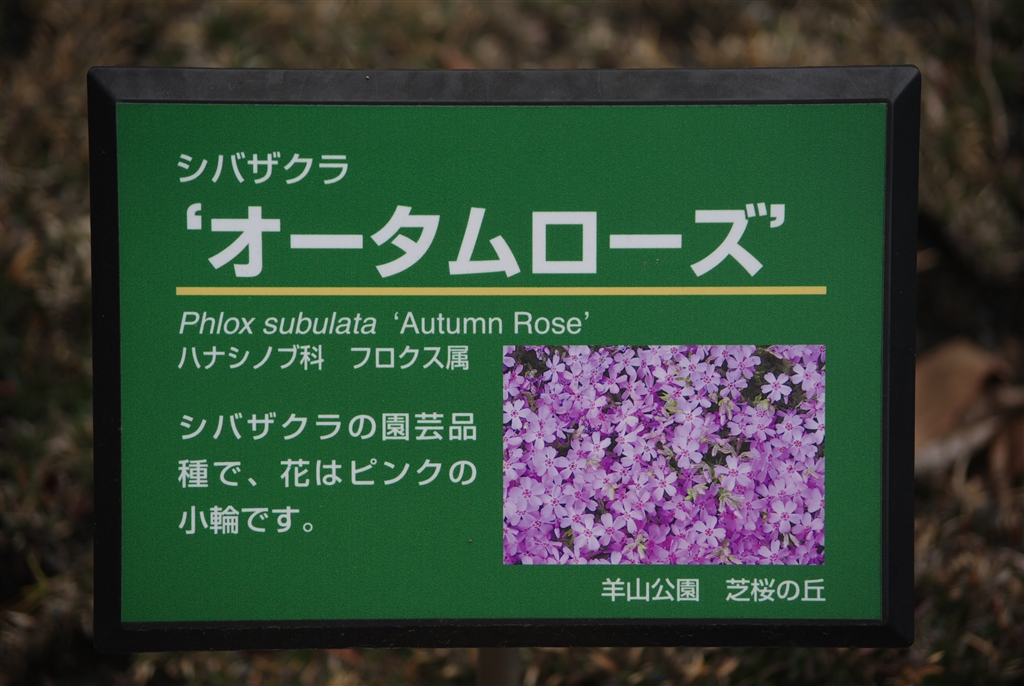 シバザクラ
‘オータムローズ’
Phlox subulata ‘Autumn Rose’
ハナシノブ科　フロクス属
シバザクラの園芸品
種で、花はピンクの
小輪です。
羊山公園　芝桜の丘